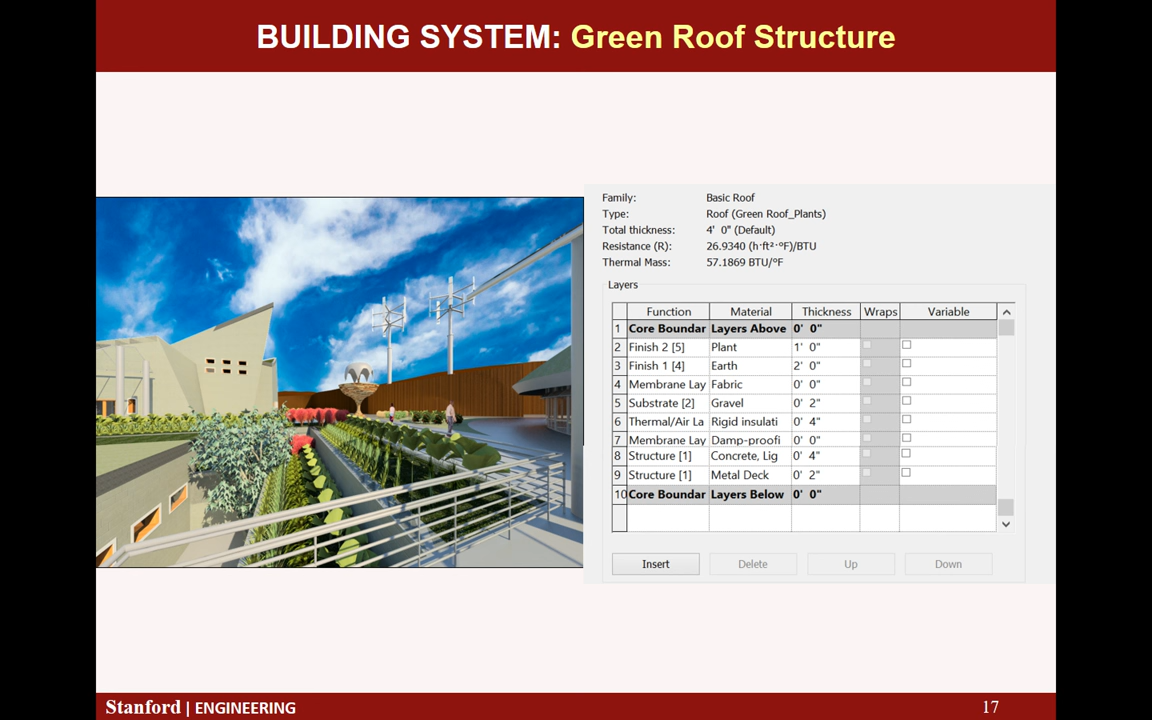 BUILDING SYSTEM: Green Roof Structure
Family: Basic Roof
Type: Roof (Green Roof_Plants)
Total thickness: 4' 0" (Default)
Resistance (R): 26.9340 (h·ft²·°F)/BTU
Thermal Mass: 57.1869 BTU/°F
Layers
Function Material Thickness Wraps Variable
1 Core Boundar Layers Above 0' 0"
2 Finish 2 [5] Plant 1' 0"
3 Finish 1 [4] Earth 2' 0"
4 Membrane Lay Fabric 0' 0"
5 Substrate [2] Gravel 0' 2"
6 Thermal/Air La Rigid insulati 0' 4"
7 Membrane Lay Damp-proofi 0' 0"
8 Structure [1] Concrete, Lig 0' 4"
9 Structure [1] Metal Deck 0' 2"
10 Core Boundar Layers Below 0' 0"
Insert Delete Up Down
Stanford | ENGINEERING 17